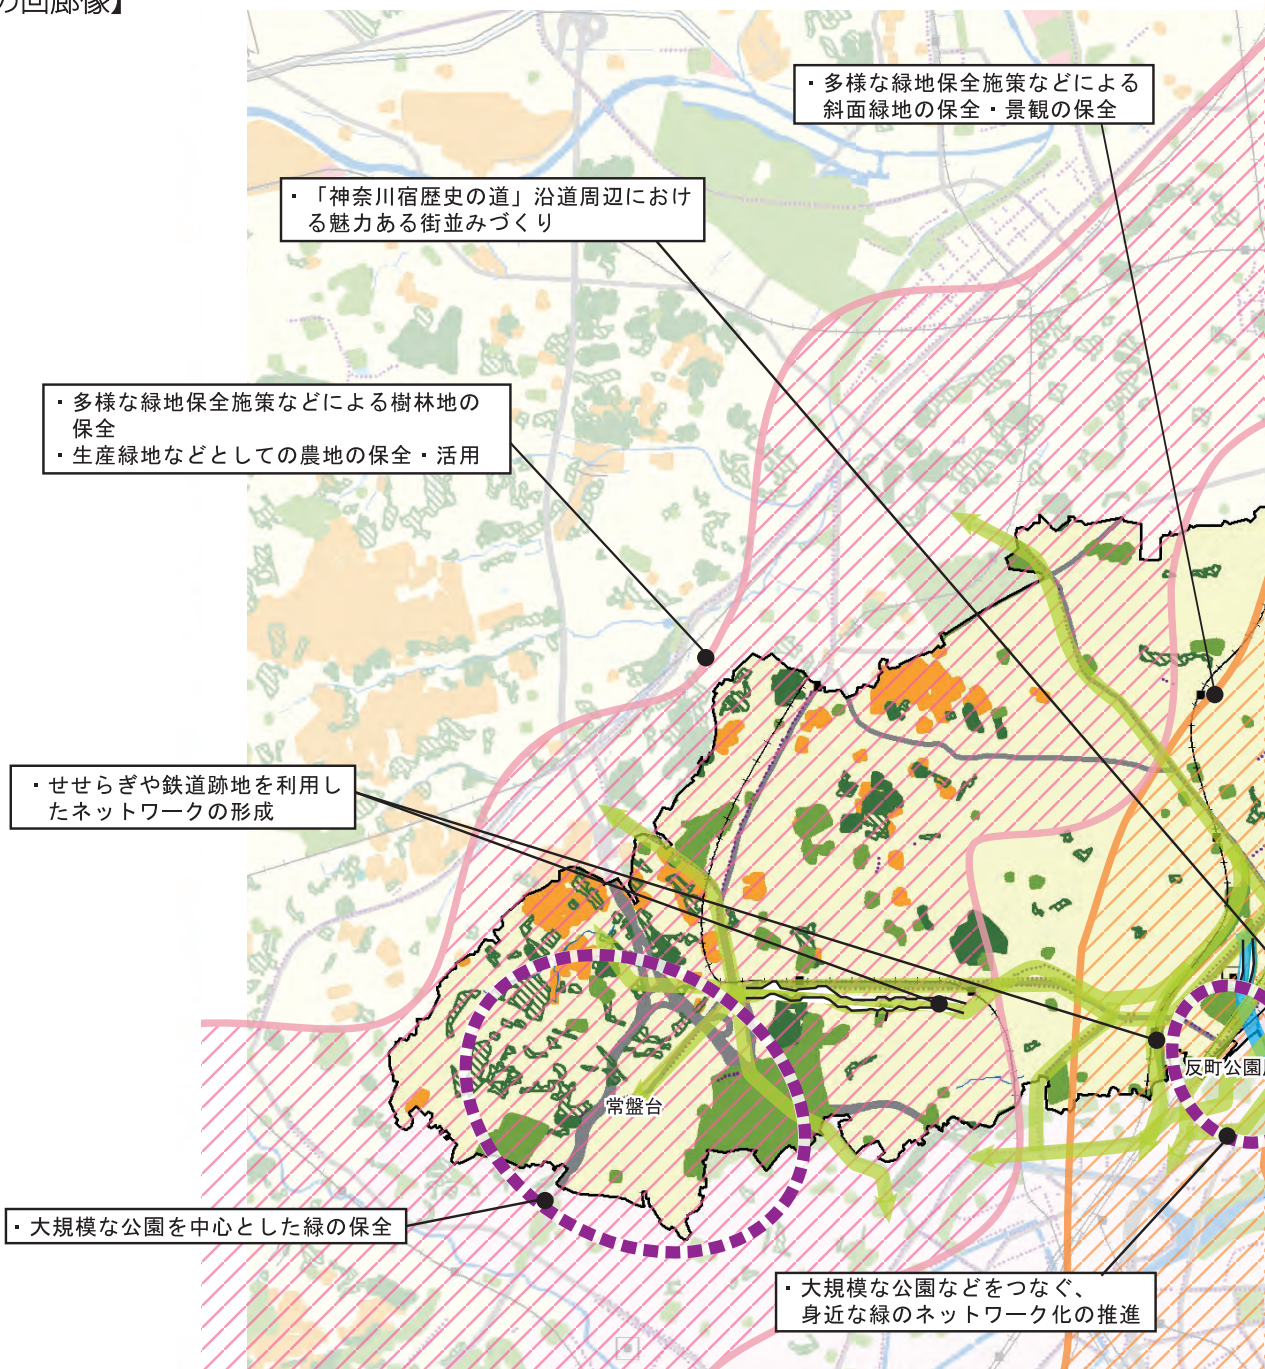 の回廊像】
・多様な緑地保全施策などによる
斜面緑地の保全・景観の保全
・「神奈川宿歴史の道」沿道周辺におけ
る魅力ある街並みづくり
・多様な緑地保全施策などによる樹林地の
保全
・生産緑地などとしての農地の保全・活用
・せせらぎや鉄道跡地を利用し
たネットワークの形成
反町公園
常盤台
・大規模な公園を中心とした緑の保全
・大規模な公園などをつなぐ、
身近な緑のネットワーク化の推進